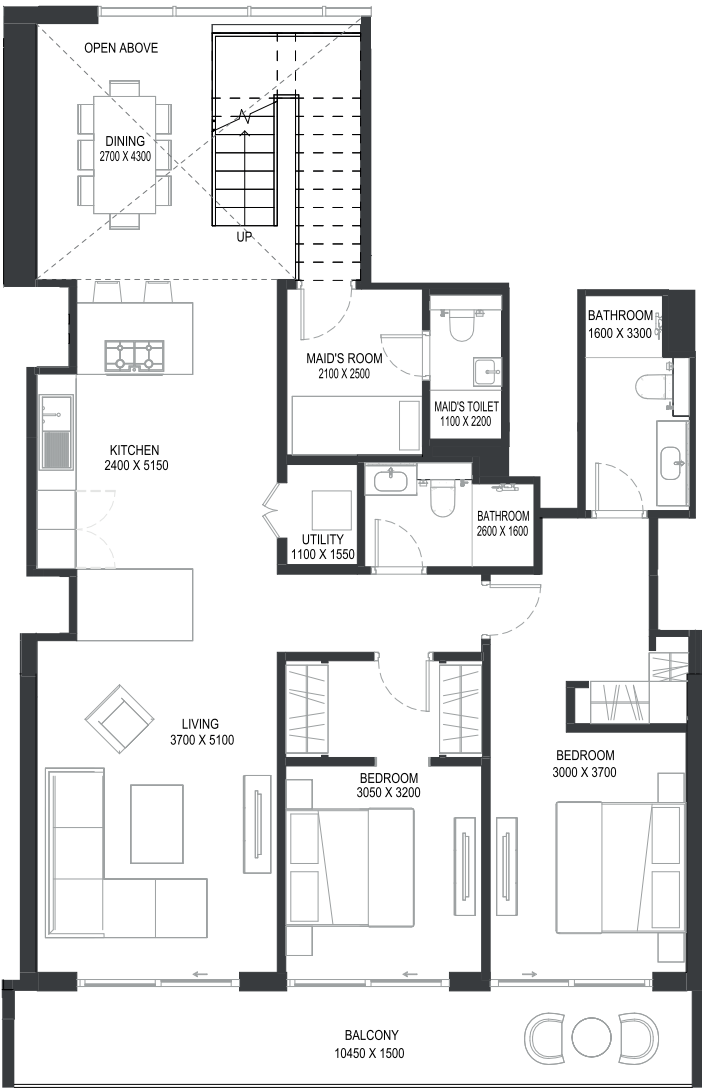 OPEN ABOVE
DINING
2700 X 4300
UP
BATHROOM
1600 X 3300
MAID'S ROOM
2100 X 2500
MAID'S TOILET
1100 X 2200
KITCHEN
2400 X 5150
BATHROOM
2600 X 1600
UTILITY
1100 X 1550
LIVING
3700 X 5100
BEDROOM
3050 X 3200
BEDROOM
3000 X 3700
BALCONY
10450 X 1500